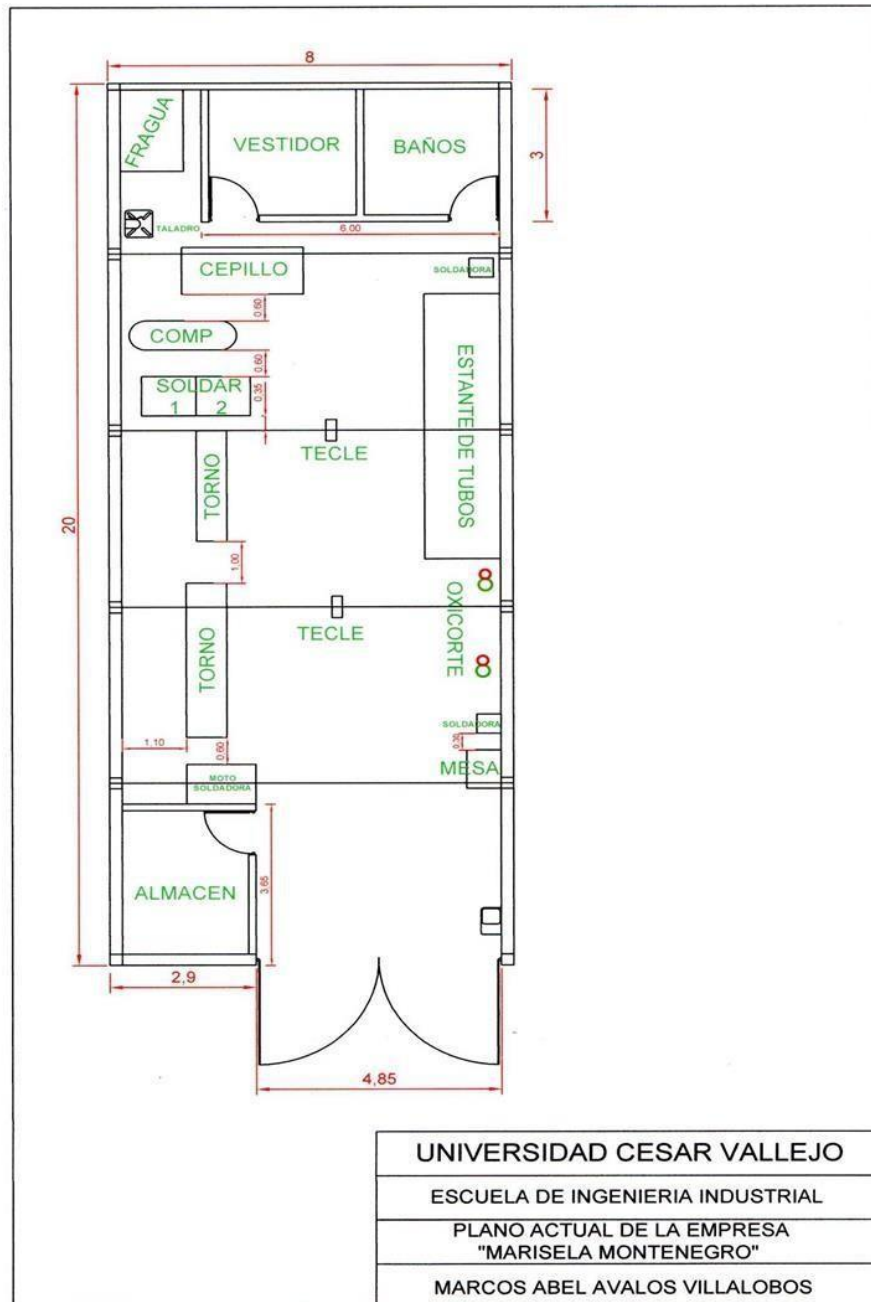 8
FRAGUA
VESTIDOR
BAÑOS
3
TALADRO
6.00
CEPILLO
SOLDADORA
0.60
COMP
0.60
SOLDAR
1 2
0.35
ESTANTE DE TUBOS
TECLE
TORNO
20
1,00
OXICORTE
8
TECLE
TORNO
8
SOLDADORA
1,10
0.60
0.35
MESA
MOTO
SOLDADORA
ALMACEN
3.65
2,9
4,85
UNIVERSIDAD CESAR VALLEJO
ESCUELA DE INGENIERIA INDUSTRIAL
PLANO ACTUAL DE LA EMPRESA
"MARISELA MONTENEGRO"
MARCOS ABEL AVALOS VILLALOBOS